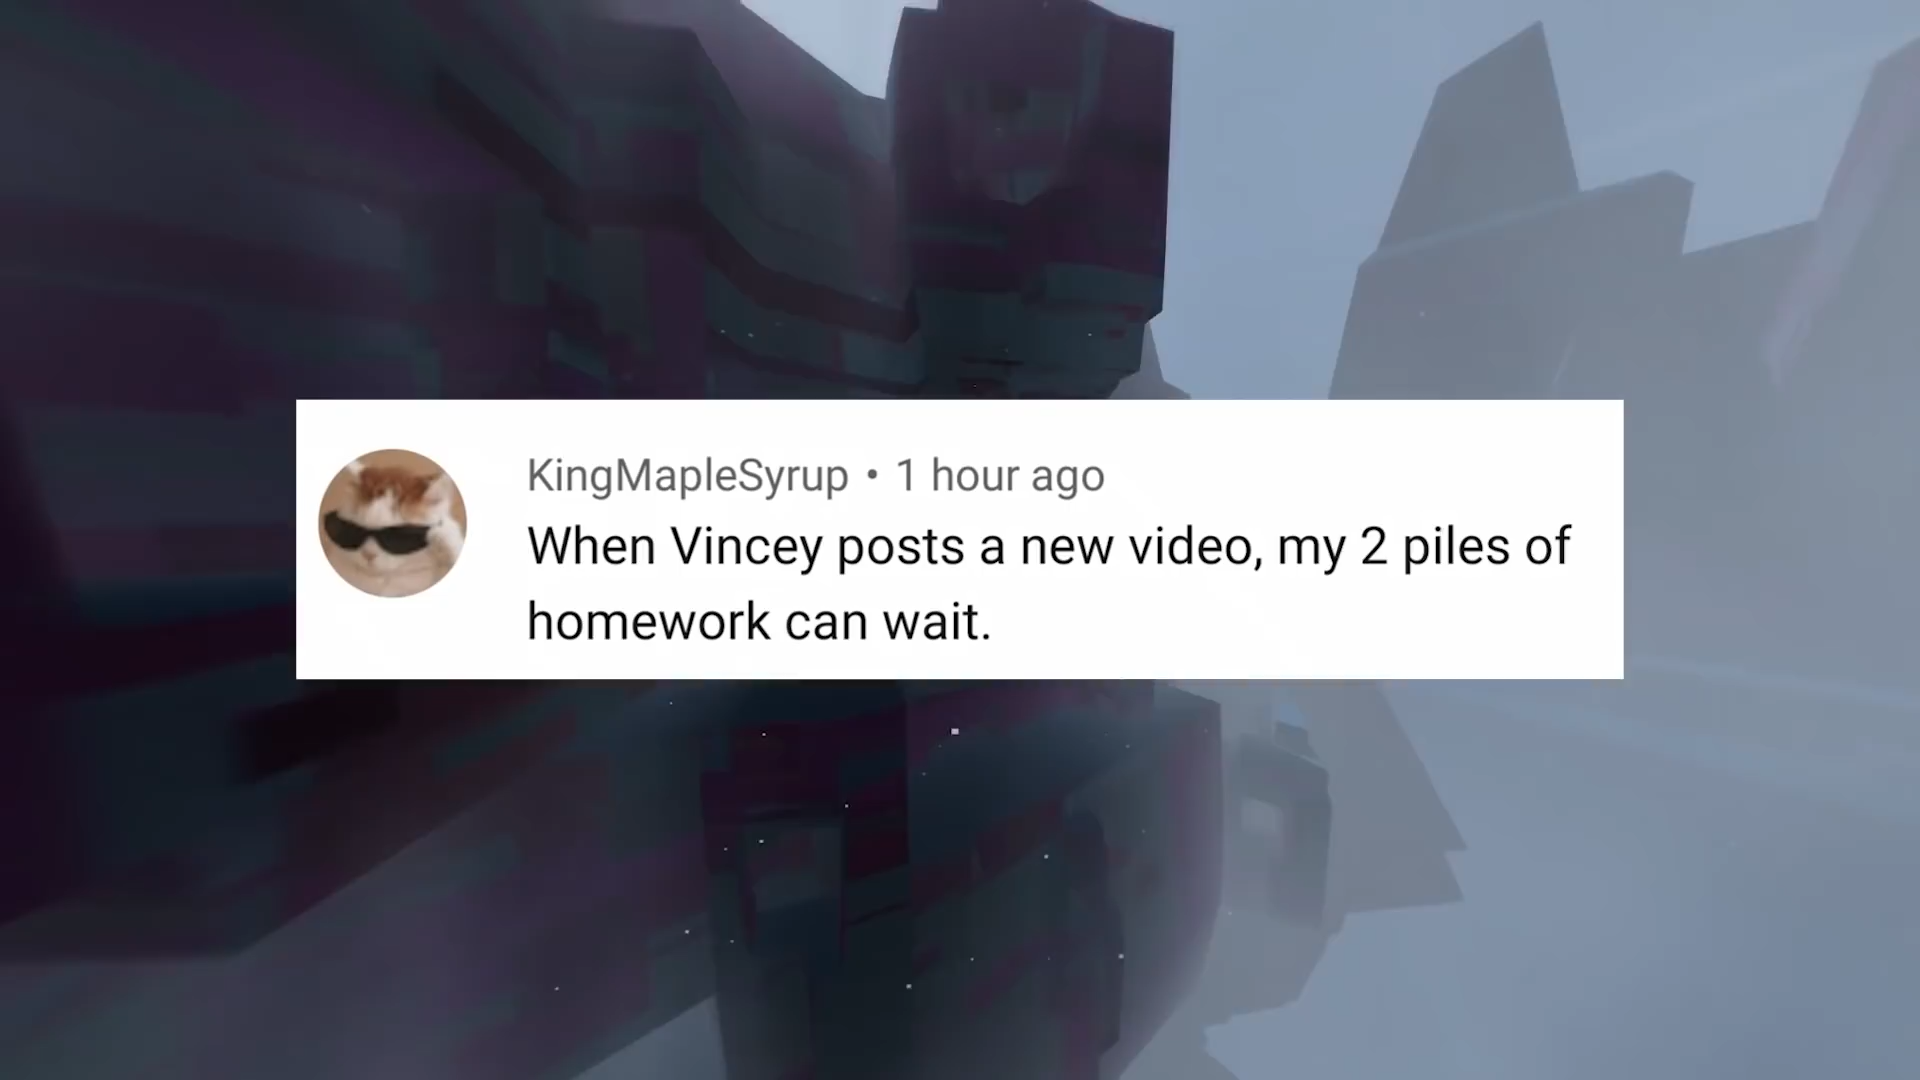 KingMapleSyrup • 1 hour ago
When Vincey posts a new video, my 2 piles of
homework can wait.